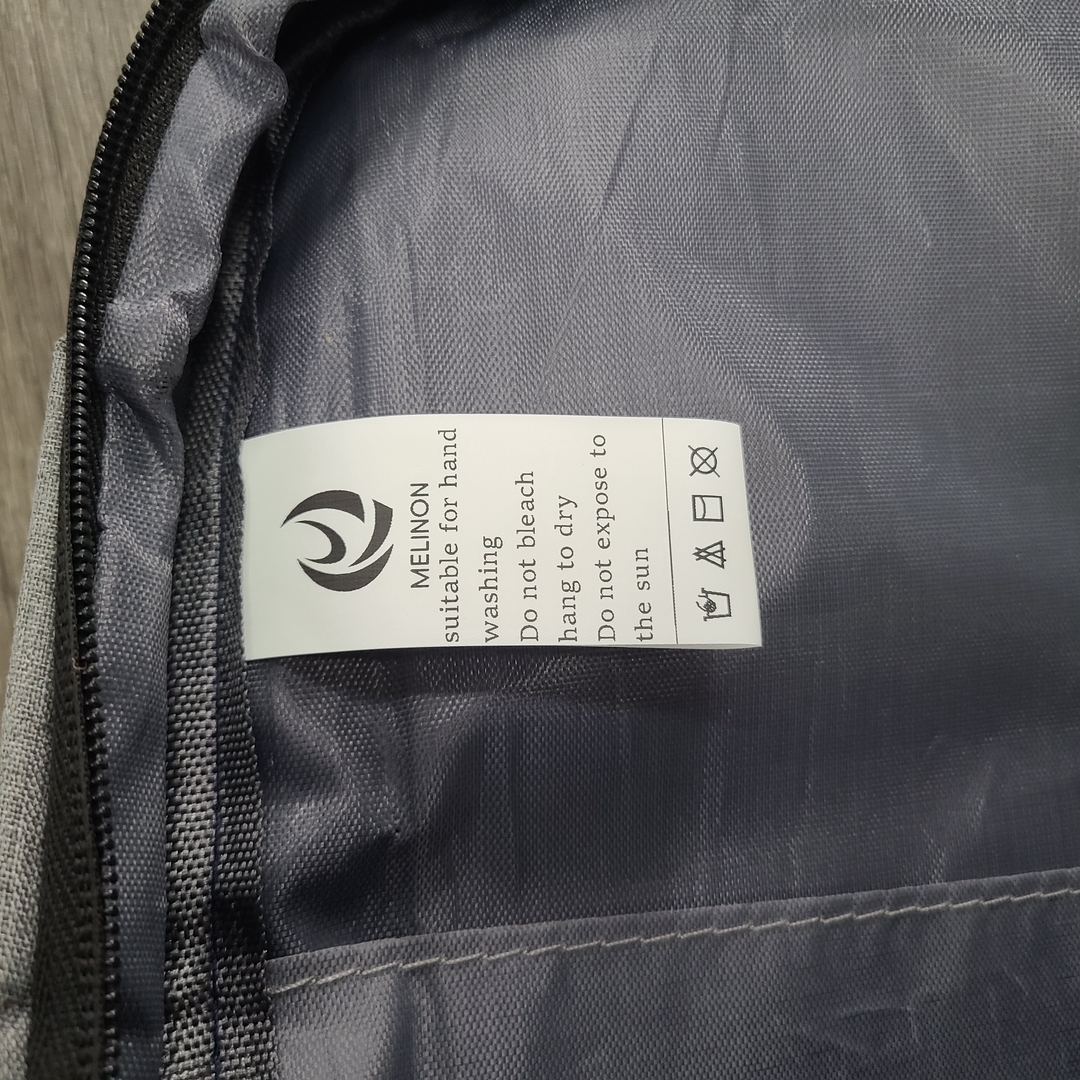 MELINON
suitable for hand
washing
Do not bleach
hang to dry
Do not expose to
the sun